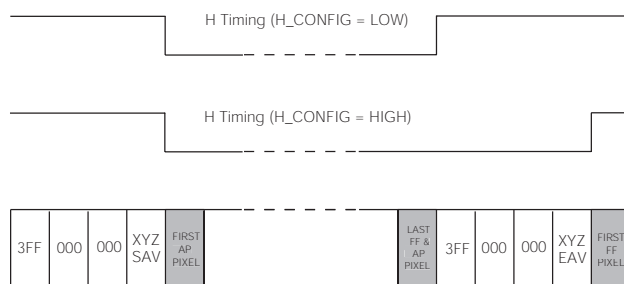 H Timing (H_CONFIG = LOW)
H Timing (H_CONFIG = HIGH)
3FF 000 000 XYZ SAV FIRST AP PIXEL LAST FF & AP PIXEL 3FF 000 000 XYZ EAV FIRST FF PIXEL